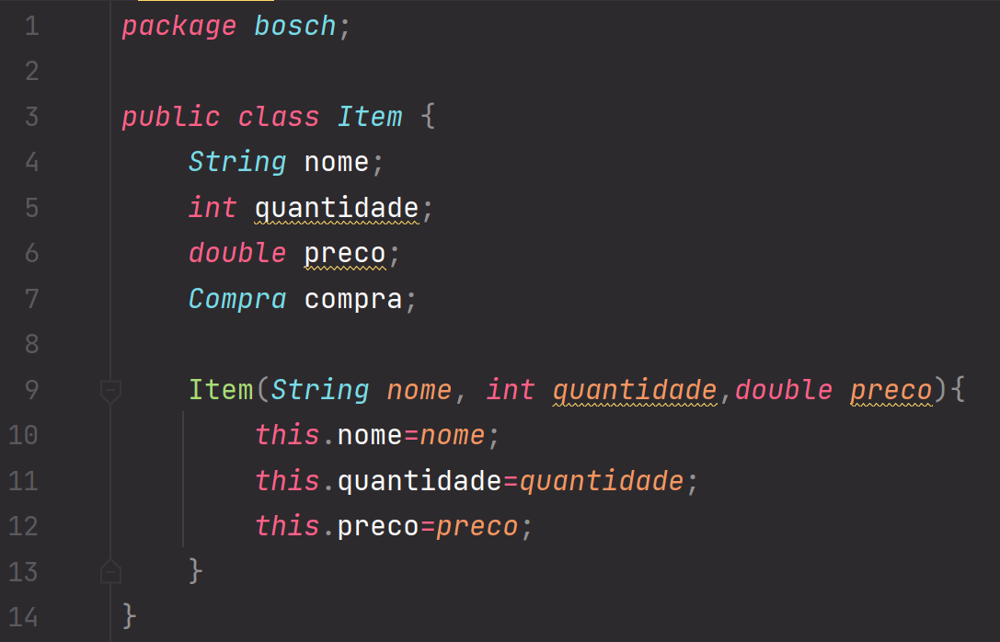 1 package bosch;
2
3 public class Item {
4     String nome;
5     int quantidade;
6     double preco;
7     Compra compra;
8
9     Item(String nome, int quantidade,double preco){
10         this.nome=nome;
11         this.quantidade=quantidade;
12         this.preco=preco;
13     }
14 }